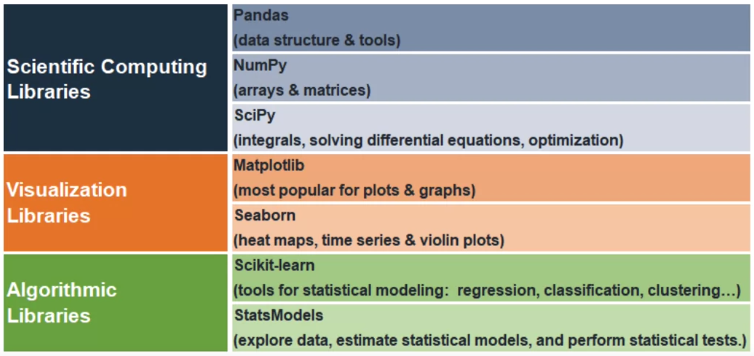 Scientific Computing
Libraries
Pandas
(data structure & tools)
NumPy
(arrays & matrices)
SciPy
(integrals, solving differential equations, optimization)
Visualization
Libraries
Matplotlib
(most popular for plots & graphs)
Seaborn
(heat maps, time series & violin plots)
Algorithmic
Libraries
Scikit-learn
(tools for statistical modeling:  regression, classification, clustering…)
StatsModels
(explore data, estimate statistical models, and perform statistical tests.)